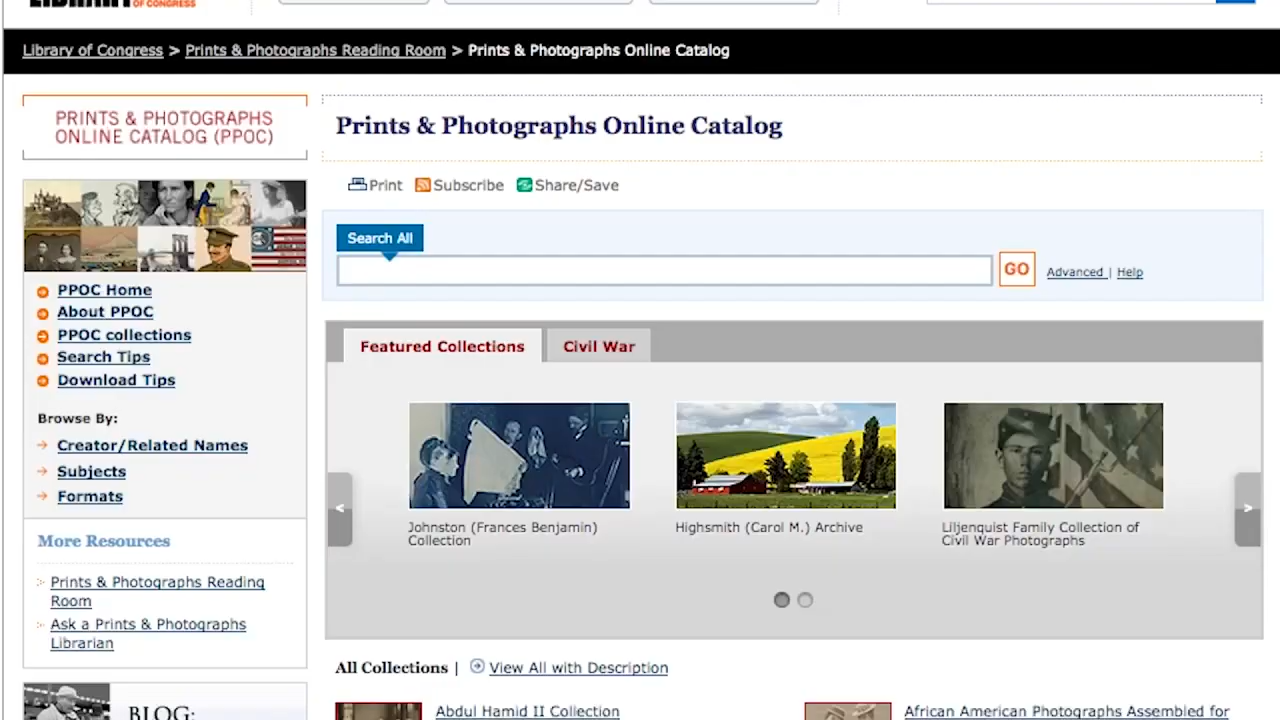 LIBRARY
OF CONGRESS
Library of Congress > Prints & Photographs Reading Room > Prints & Photographs Online Catalog
PRINTS & PHOTOGRAPHS
ONLINE CATALOG (PPOC)
Prints & Photographs Online Catalog
Print Subscribe Share/Save
Search All
GO Advanced | Help
PPOC Home
About PPOC
PPOC collections
Search Tips
Download Tips
Browse By:
Creator/Related Names
Subjects
Formats
More Resources
Prints & Photographs Reading
Room
Ask a Prints & Photographs
Librarian
BLOG:
Featured Collections Civil War
< >
Johnston (Frances Benjamin)
Collection
Highsmith (Carol M.) Archive
Liljenquist Family Collection of
Civil War Photographs
All Collections | View All with Description
Abdul Hamid II Collection
African American Photographs Assembled for